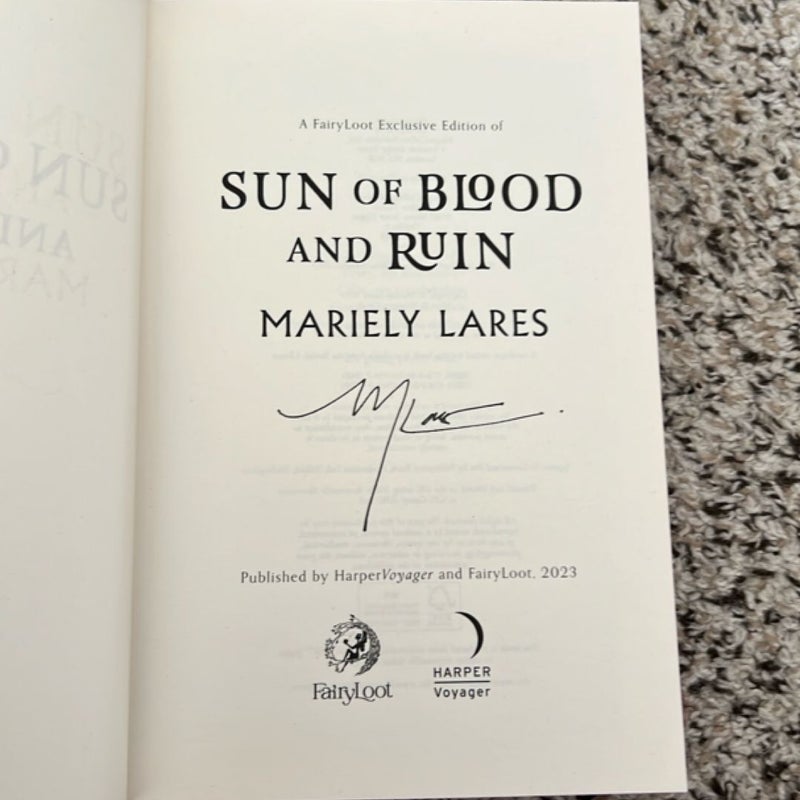 A FairyLoot Exclusive Edition of
SUN OF BLOOD
AND RUIN
MARIELY LARES
Published by HarperVoyager and FairyLoot, 2023
FairyLoot
HARPER
Voyager